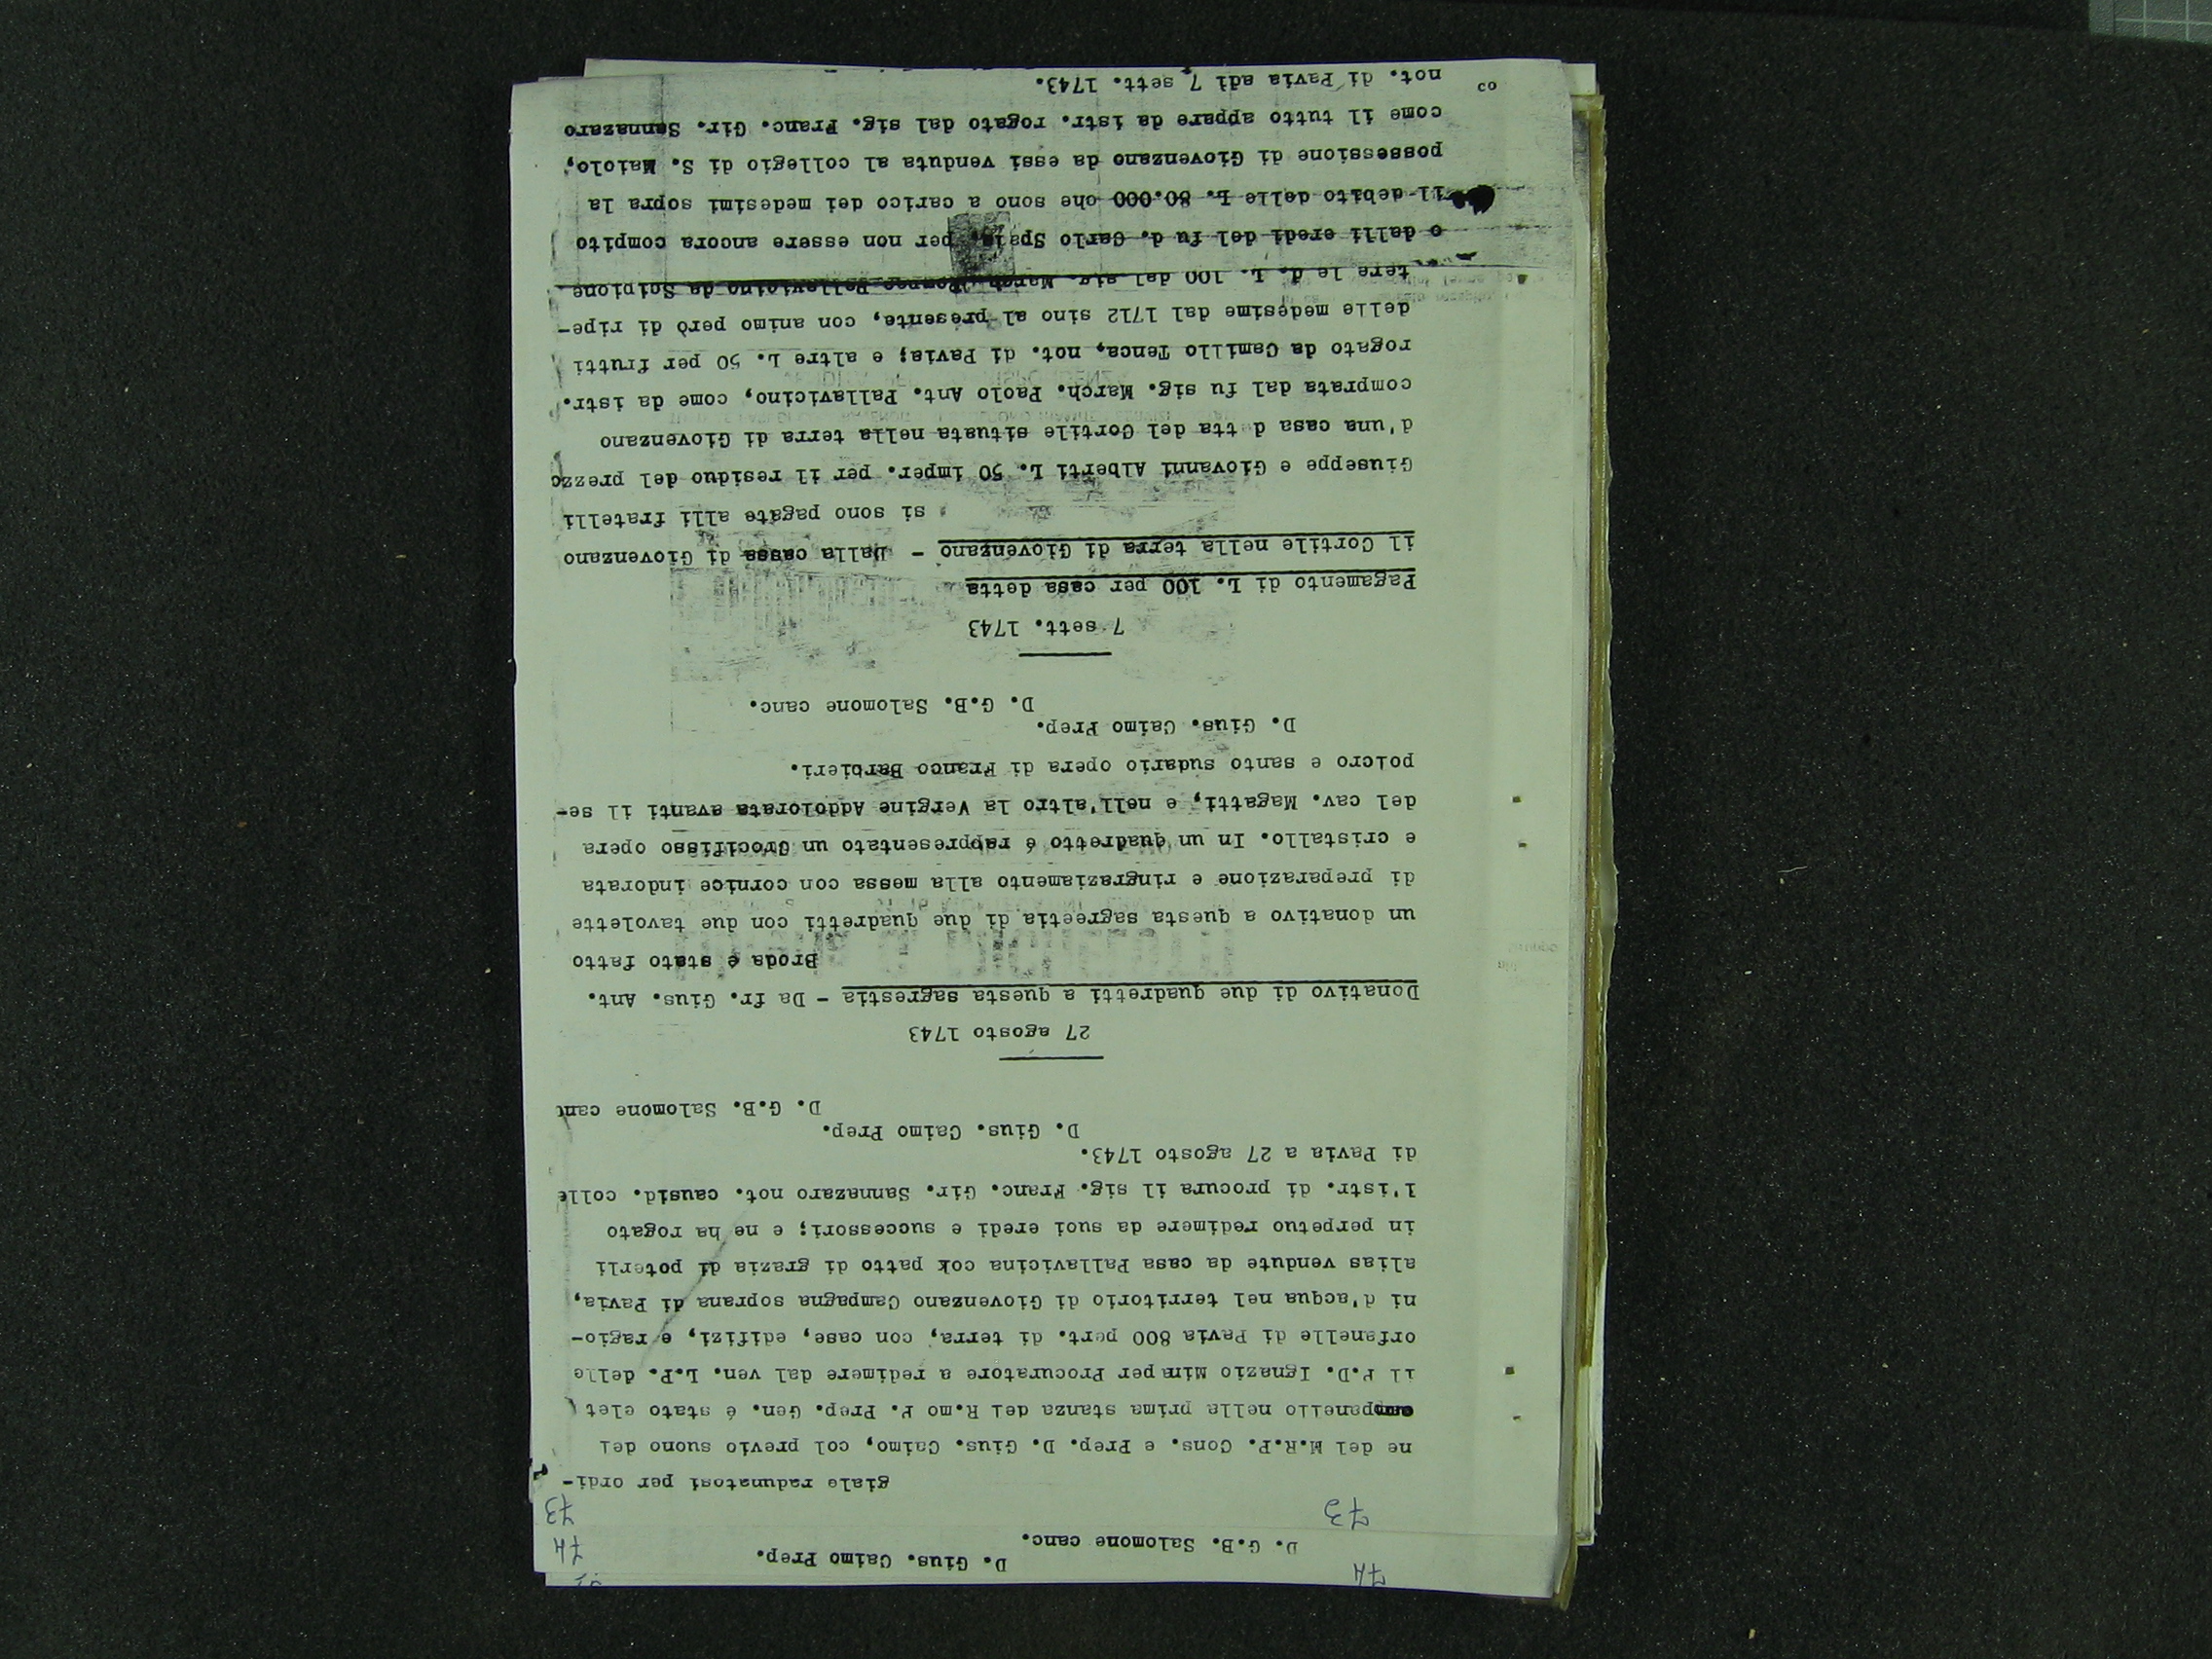 74
D. Gius. Caimo Prep.
74
D. G.B. Salomone canc.
73
73
giale radunatosi per ordi-
ne del M.R.P. Cons. e Prep. D. Gius. Caimo, col previo suono del
campanello nella prima stanza del R.mo P. Prep. Gen. é stato elet
il P.D. Ignazio Mim per Procuratore a redimere dal ven. L.P. delle
orfanelle di Pavia 800 pert. di terra, con case, edifizi, e ragio-
ni d'acqua nel territorio di Giovenzano Campagna soprana di Pavia,
alias vendute da casa Pallavicina cok patto di grazia di poterli
in perpetuo redimere da suoi eredi e successori; e ne ha rogato
l'istr. di procura il sig. Franc. Gir. Sannazaro not. causid. colle
di Pavia a 27 agosto 1743.
D. Gius. Caimo Prep.
D. G.B. Salomone canc
27 agosto 1743
Donativo di due quadretti a questa sagrestia - Da fr. Gius. Ant.
Broda é stato fatto
un donativo a questa sagreetia di due quadretti con due tavolette
di preparazione e ringraziamento alla messa con cornice indorata
e cristallo. In un quadretto é rappresentato un Crocifisso opera
del cav. Magatti, e nell'altro la Vergine Addolorata avanti il se-
polcro e santo sudario opera di Franco Barbieri.
D. Gius. Caimo Prep.
D. G.B. Salomone canc.
7 sett. 1743
Pagamento di L. 100 per casa detta
il Cortile nella terra di Giovenzano - Dalla cassa di Giovenzano
si sono pagate alli fratelli
Giuseppe e Giovanni Alberti L. 50 imper. per il residuo del prezzo
d'una casa d tta del Cortile situata nella terra di Giovenzano
comprata dal fu sig. March. Paolo Ant. Pallavicino, come da istr.
rogato da Camillo Tenca, not. di Pavia; e altre L. 50 per frutti
delle medesime dal 1712 sino al presente, con animo però di ripe-
tere le d. L. 100 dal sig. March. Pompeo Pallavicino da Scipione
o dalli eredi del fu d. Carlo per non essere ancora compito
il debito delle L. 80.000 che sono a carico dei medesimi sopra la
possessione di Giovenzano da essi venduta al collegio di S. Maiolo,
come il tutto appare da istr. rogato dal sig. Franc. Gir. Sannazaro
not. di Pavia adi 7 sett. 1743.
co